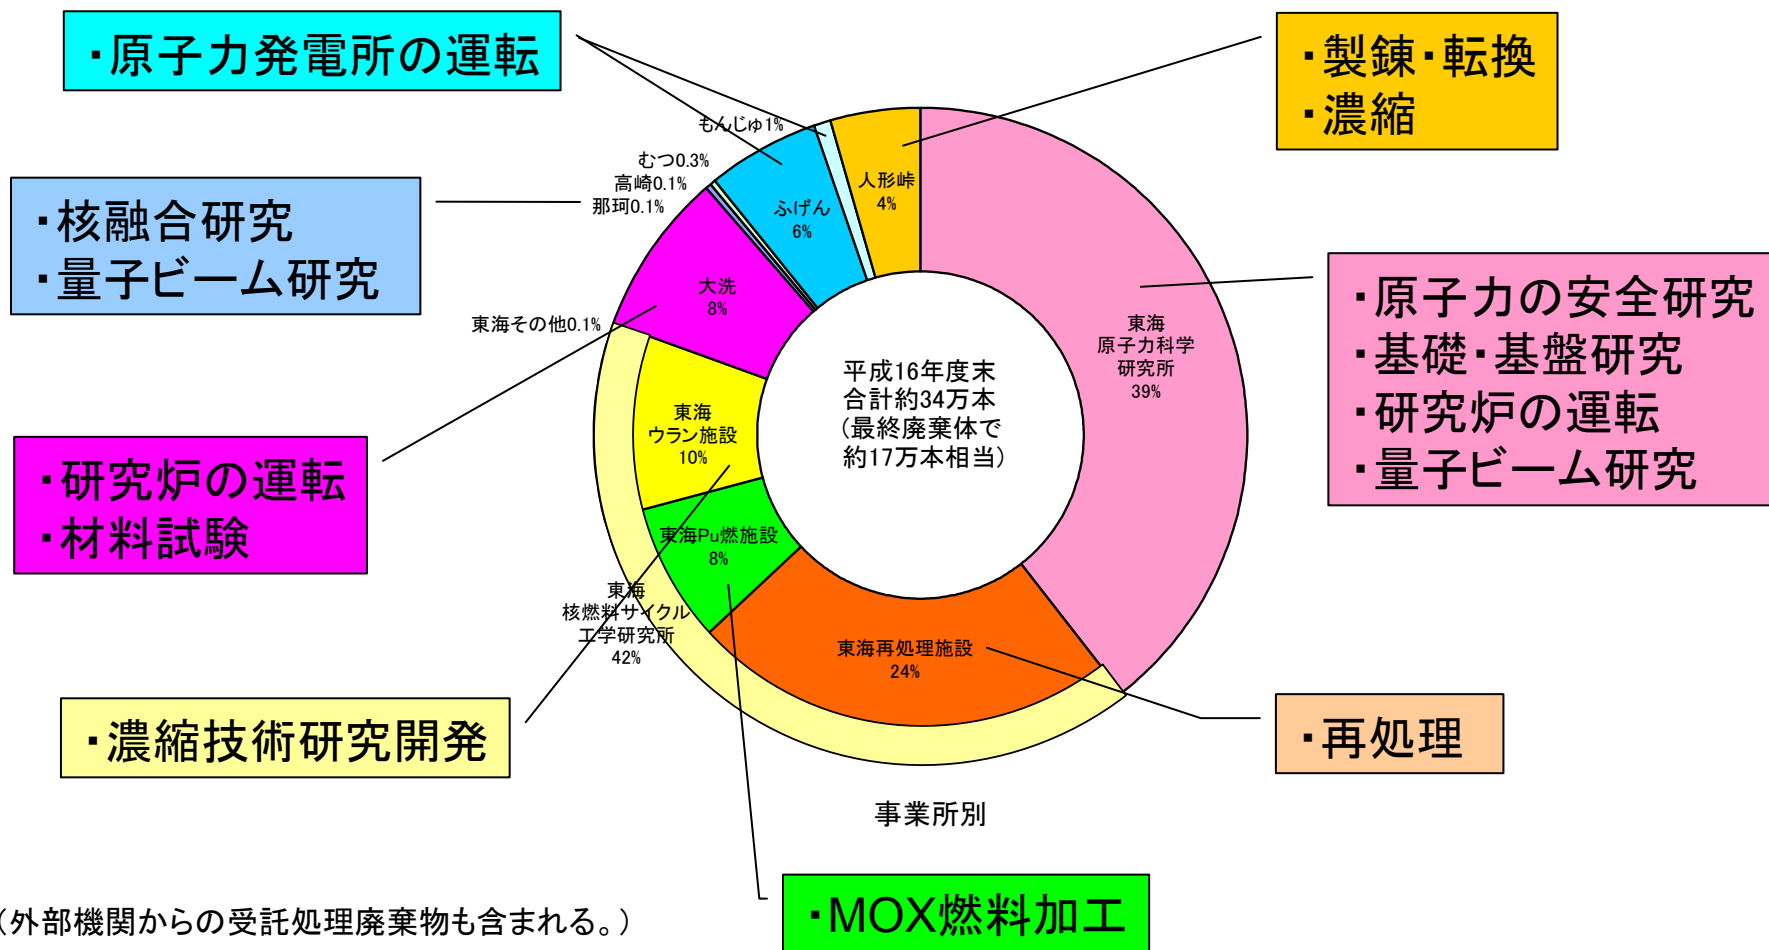 ・原子力発電所の運転
・製錬・転換
・濃縮
もんじゅ1%
むつ0.3%
高崎0.1%
那珂0.1%
人形峠
4%
ふげん
6%
・核融合研究
・量子ビーム研究
大洗
8%
東海その他0.1%
東海
原子力科学
研究所
39%
・原子力の安全研究
・基礎・基盤研究
・研究炉の運転
・量子ビーム研究
平成16年度末
合計約34万本
(最終廃棄体で
約17万本相当)
東海
ウラン施設
10%
・研究炉の運転
・材料試験
東海Pu燃施設
8%
東海
核燃料サイクル
工学研究所
42%
東海再処理施設
24%
・濃縮技術研究開発
・再処理
事業所別
・MOX燃料加工
(外部機関からの受託処理廃棄物も含まれる。)